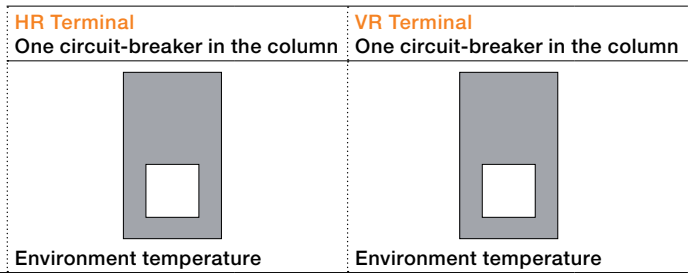 HR Terminal
One circuit-breaker in the column
Environment temperature
VR Terminal
One circuit-breaker in the column
Environment temperature